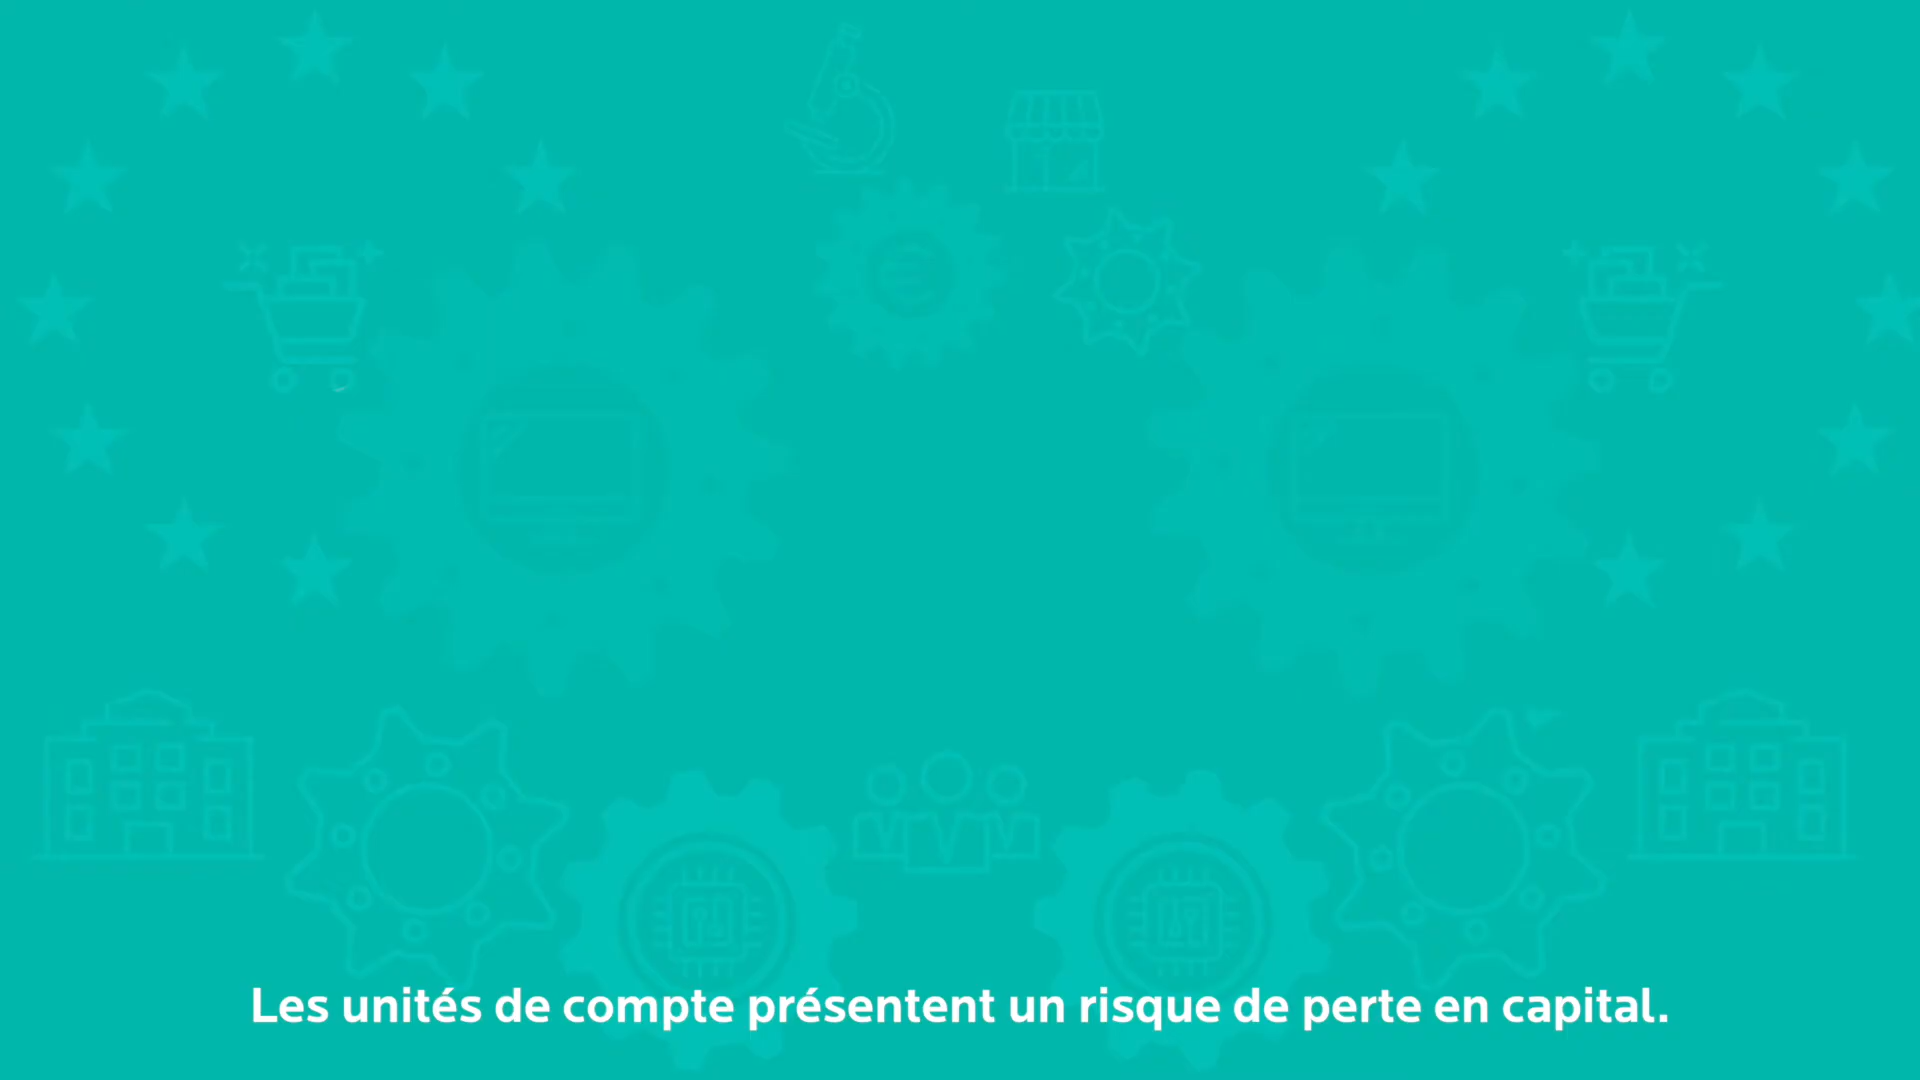 Les unités de compte présentent un risque de perte en capital.